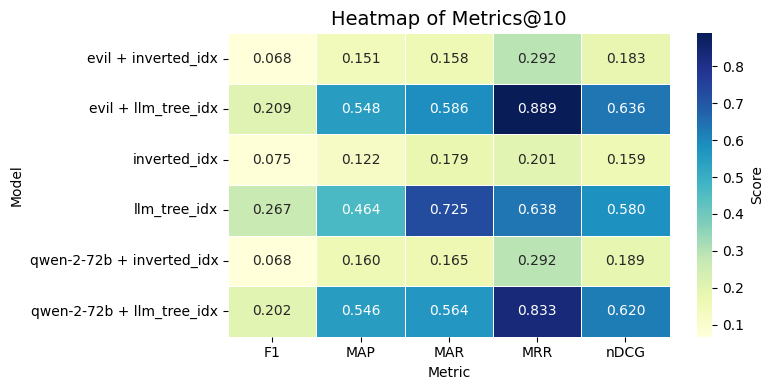 Heatmap of Metrics@10
Model
evil + inverted_idx 0.068 0.151 0.158 0.292 0.183
evil + llm_tree_idx 0.209 0.548 0.586 0.889 0.636
inverted_idx 0.075 0.122 0.179 0.201 0.159
llm_tree_idx 0.267 0.464 0.725 0.638 0.580
qwen-2-72b + inverted_idx 0.068 0.160 0.165 0.292 0.189
qwen-2-72b + llm_tree_idx 0.202 0.546 0.564 0.833 0.620
F1 MAP MAR MRR nDCG
Metric
0.8
0.7
0.6
0.5
0.4
0.3
0.2
0.1
Score